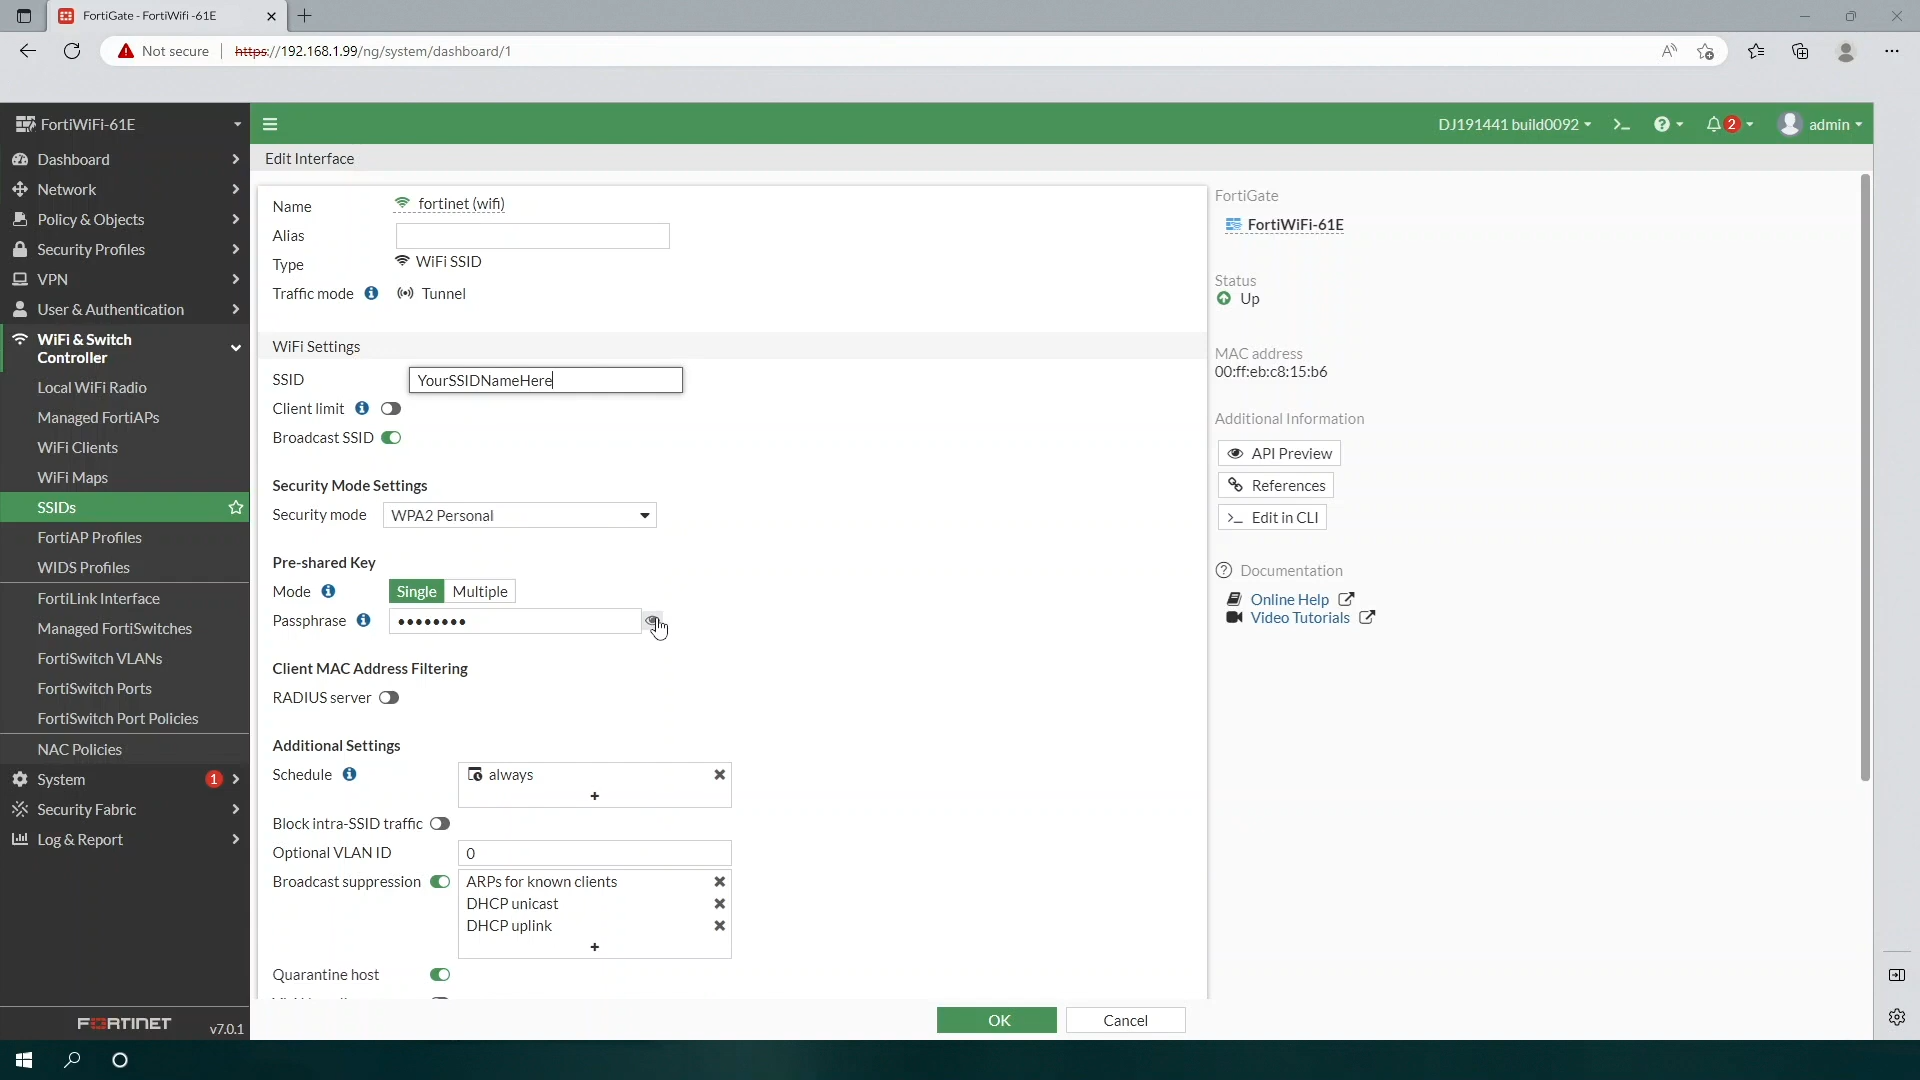 FortiGate - FortiWifi -61E
Not secure
https://192.168.1.99/ng/system/dashboard/1
FortiWiFi-61E
DJ191441 build0092
2
admin
Dashboard
Network
Policy & Objects
Security Profiles
VPN
User & Authentication
WiFi & Switch
Controller
Local WiFi Radio
Managed FortiAPs
WiFi Clients
WiFi Maps
SSIDs
FortiAP Profiles
WIDS Profiles
FortiLink Interface
Managed FortiSwitches
FortiSwitch VLANs
FortiSwitch Ports
FortiSwitch Port Policies
NAC Policies
System 1
Security Fabric
Log & Report
FORTINET v7.0.1
Edit Interface
Name fortinet (wifi)
Alias
Type WiFi SSID
Traffic mode Tunnel
WiFi Settings
SSID YourSSIDNameHere
Client limit
Broadcast SSID
Security Mode Settings
Security mode WPA2 Personal
Pre-shared Key
Mode Single Multiple
Passphrase ••••••••
Client MAC Address Filtering
RADIUS server
Additional Settings
Schedule always
+
Block intra-SSID traffic
Optional VLAN ID 0
Broadcast suppression ARPs for known clients
DHCP unicast
DHCP uplink
+
Quarantine host
OK Cancel
FortiGate
FortiWiFi-61E
Status
Up
MAC address
00:ff:eb:c8:15:b6
Additional Information
API Preview
References
>_ Edit in CLI
Documentation
Online Help
Video Tutorials